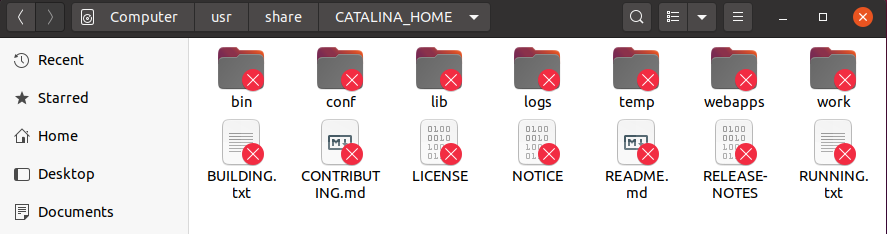 Computer usr share CATALINA_HOME
Recent
Starred
Home
Desktop
Documents
bin conf lib logs temp webapps work
BUILDING. CONTRIBUT LICENSE NOTICE README. RELEASE- RUNNING.
txt ING.md md NOTES txt